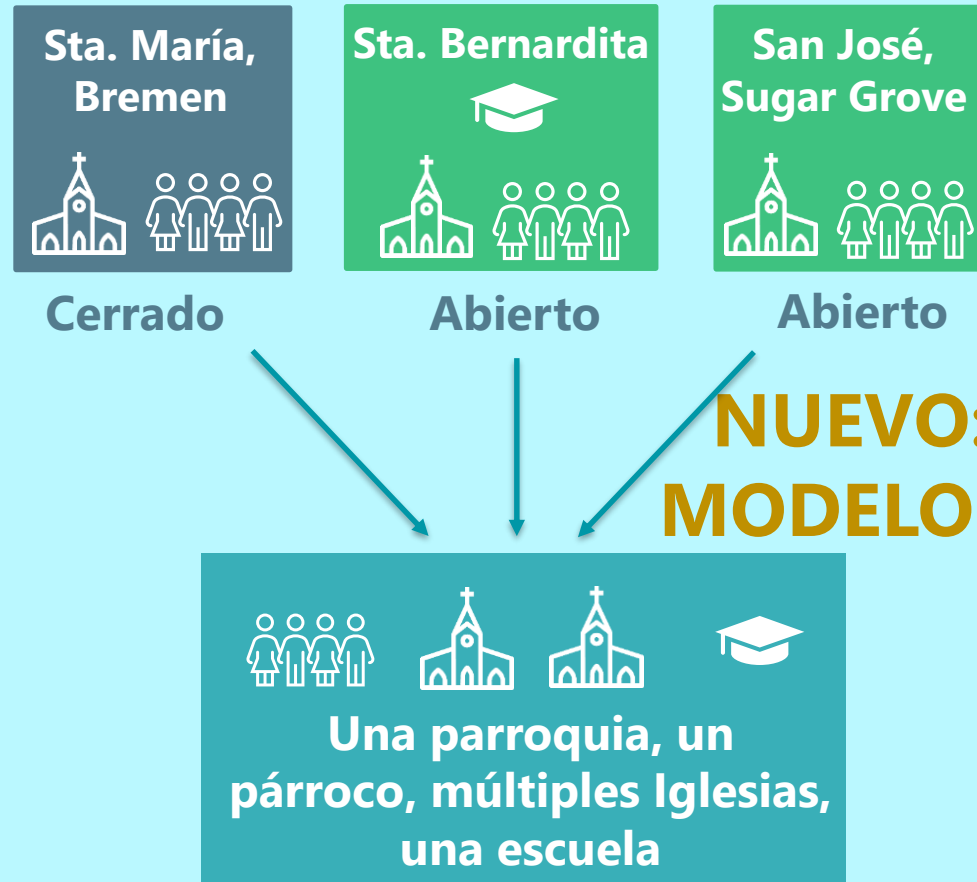 Sta. María,
Bremen
Sta. Bernardita
San José,
Sugar Grove
Cerrado
Abierto
Abierto
NUEVO:
MODELO
Una parroquia, un
párroco, múltiples Iglesias,
una escuela